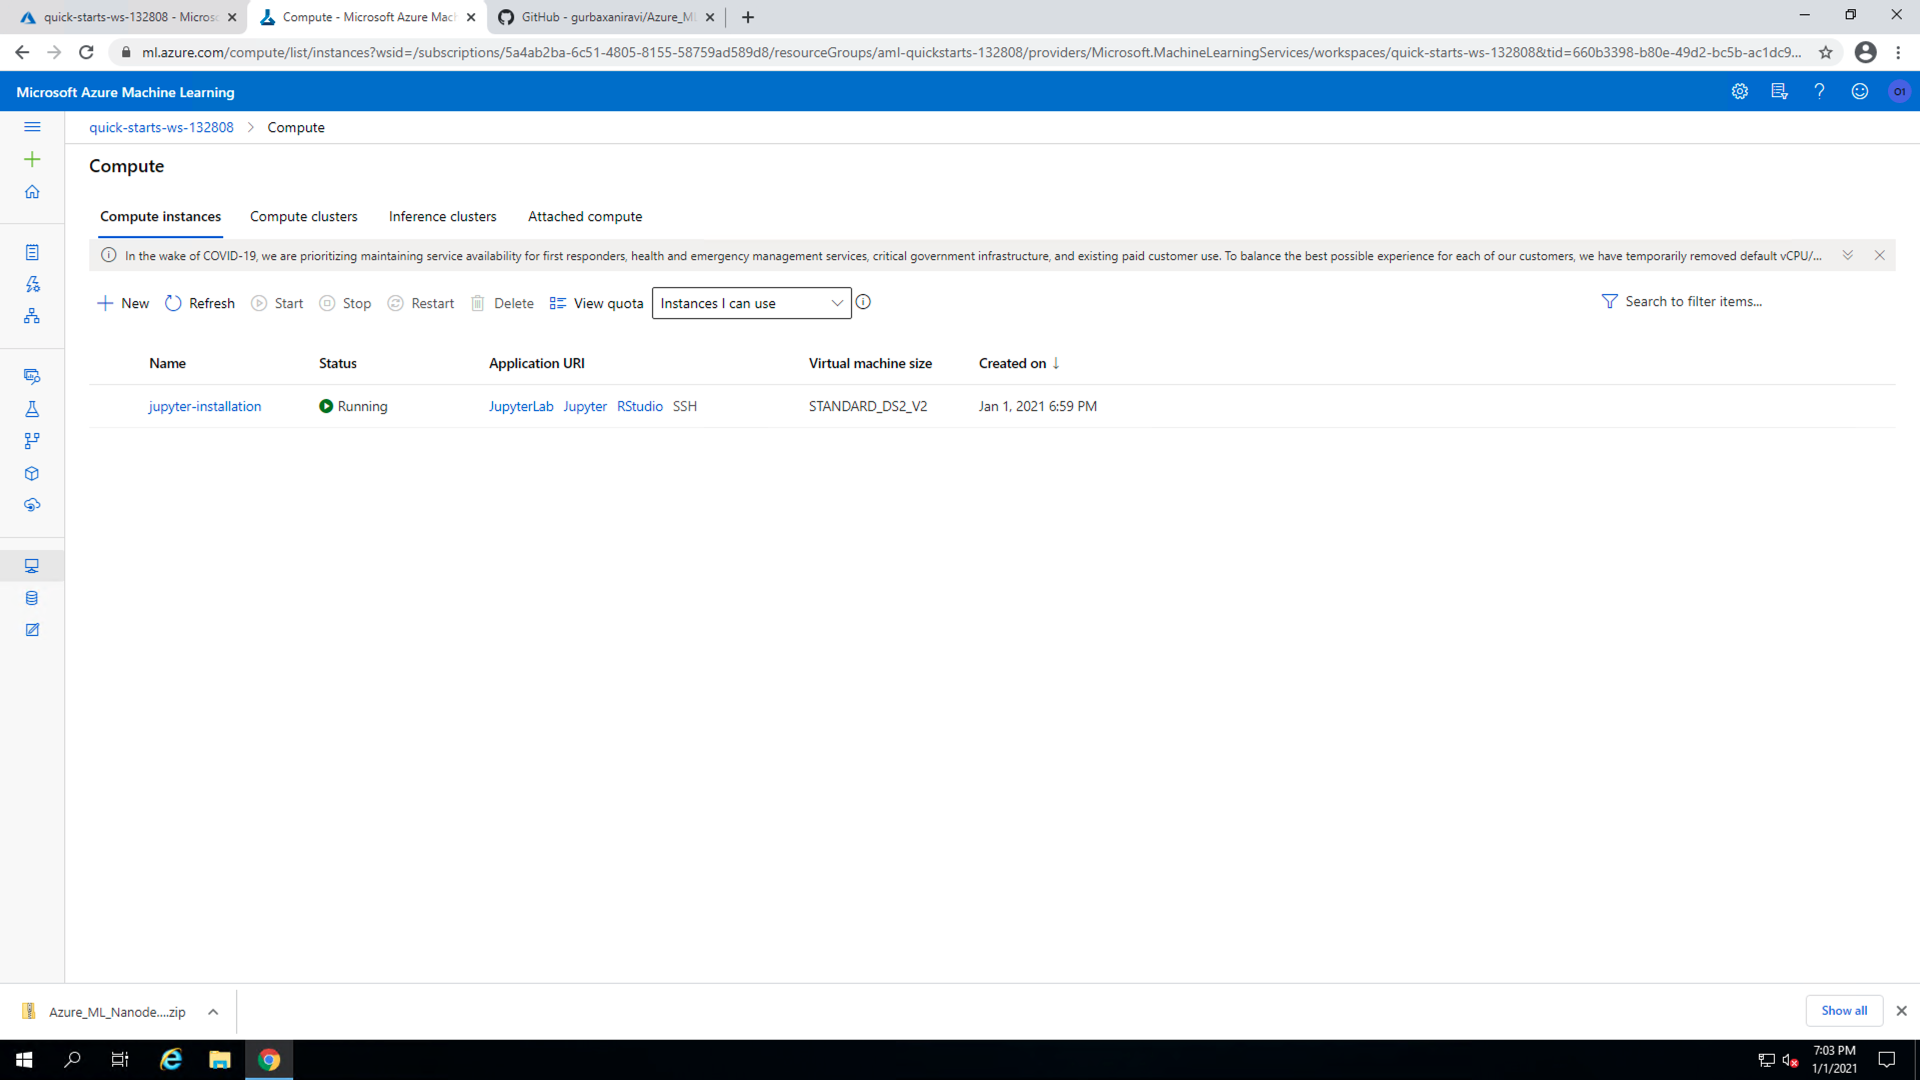 quick-starts-ws-132808 - Micros
Compute - Microsoft Azure Mach
GitHub - gurbaxaniravi/Azure_ML
ml.azure.com/compute/list/instances?wsid=/subscriptions/5a4ab2ba-6c51-4805-8155-58759ad589d8/resourceGroups/aml-quickstarts-132808/providers/Microsoft.MachineLearningServices/workspaces/quick-starts-ws-132808&tid=660b3398-b80e-49d2-bc5b-ac1dc9...
Microsoft Azure Machine Learning
O1
quick-starts-ws-132808 > Compute
Compute
Compute instances Compute clusters Inference clusters Attached compute
In the wake of COVID-19, we are prioritizing maintaining service availability for first responders, health and emergency management services, critical government infrastructure, and existing paid customer use. To balance the best possible experience for each of our customers, we have temporarily removed default vCPU/...
New Refresh Start Stop Restart Delete View quota Instances I can use Search to filter items...
Name Status Application URI Virtual machine size Created on ↓
jupyter-installation Running JupyterLab Jupyter RStudio SSH STANDARD_DS2_V2 Jan 1, 2021 6:59 PM
Azure_ML_Nanode....zip
Show all
7:03 PM
1/1/2021